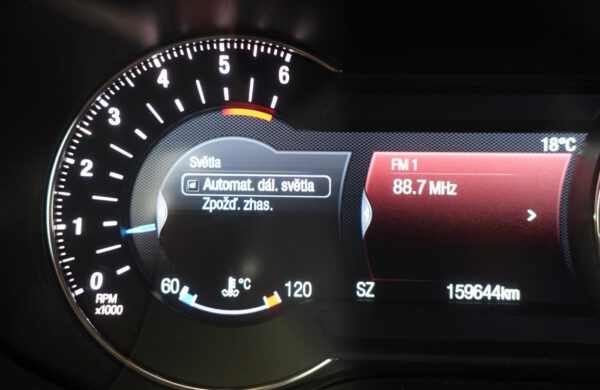 6
5
4
3
2
1
0
RPM
x1000
Světla
Automat. dál. světla
Zpožď. zhas.
60
°C
120
18°C
FM 1
88.7 MHz
>
SZ
159644km